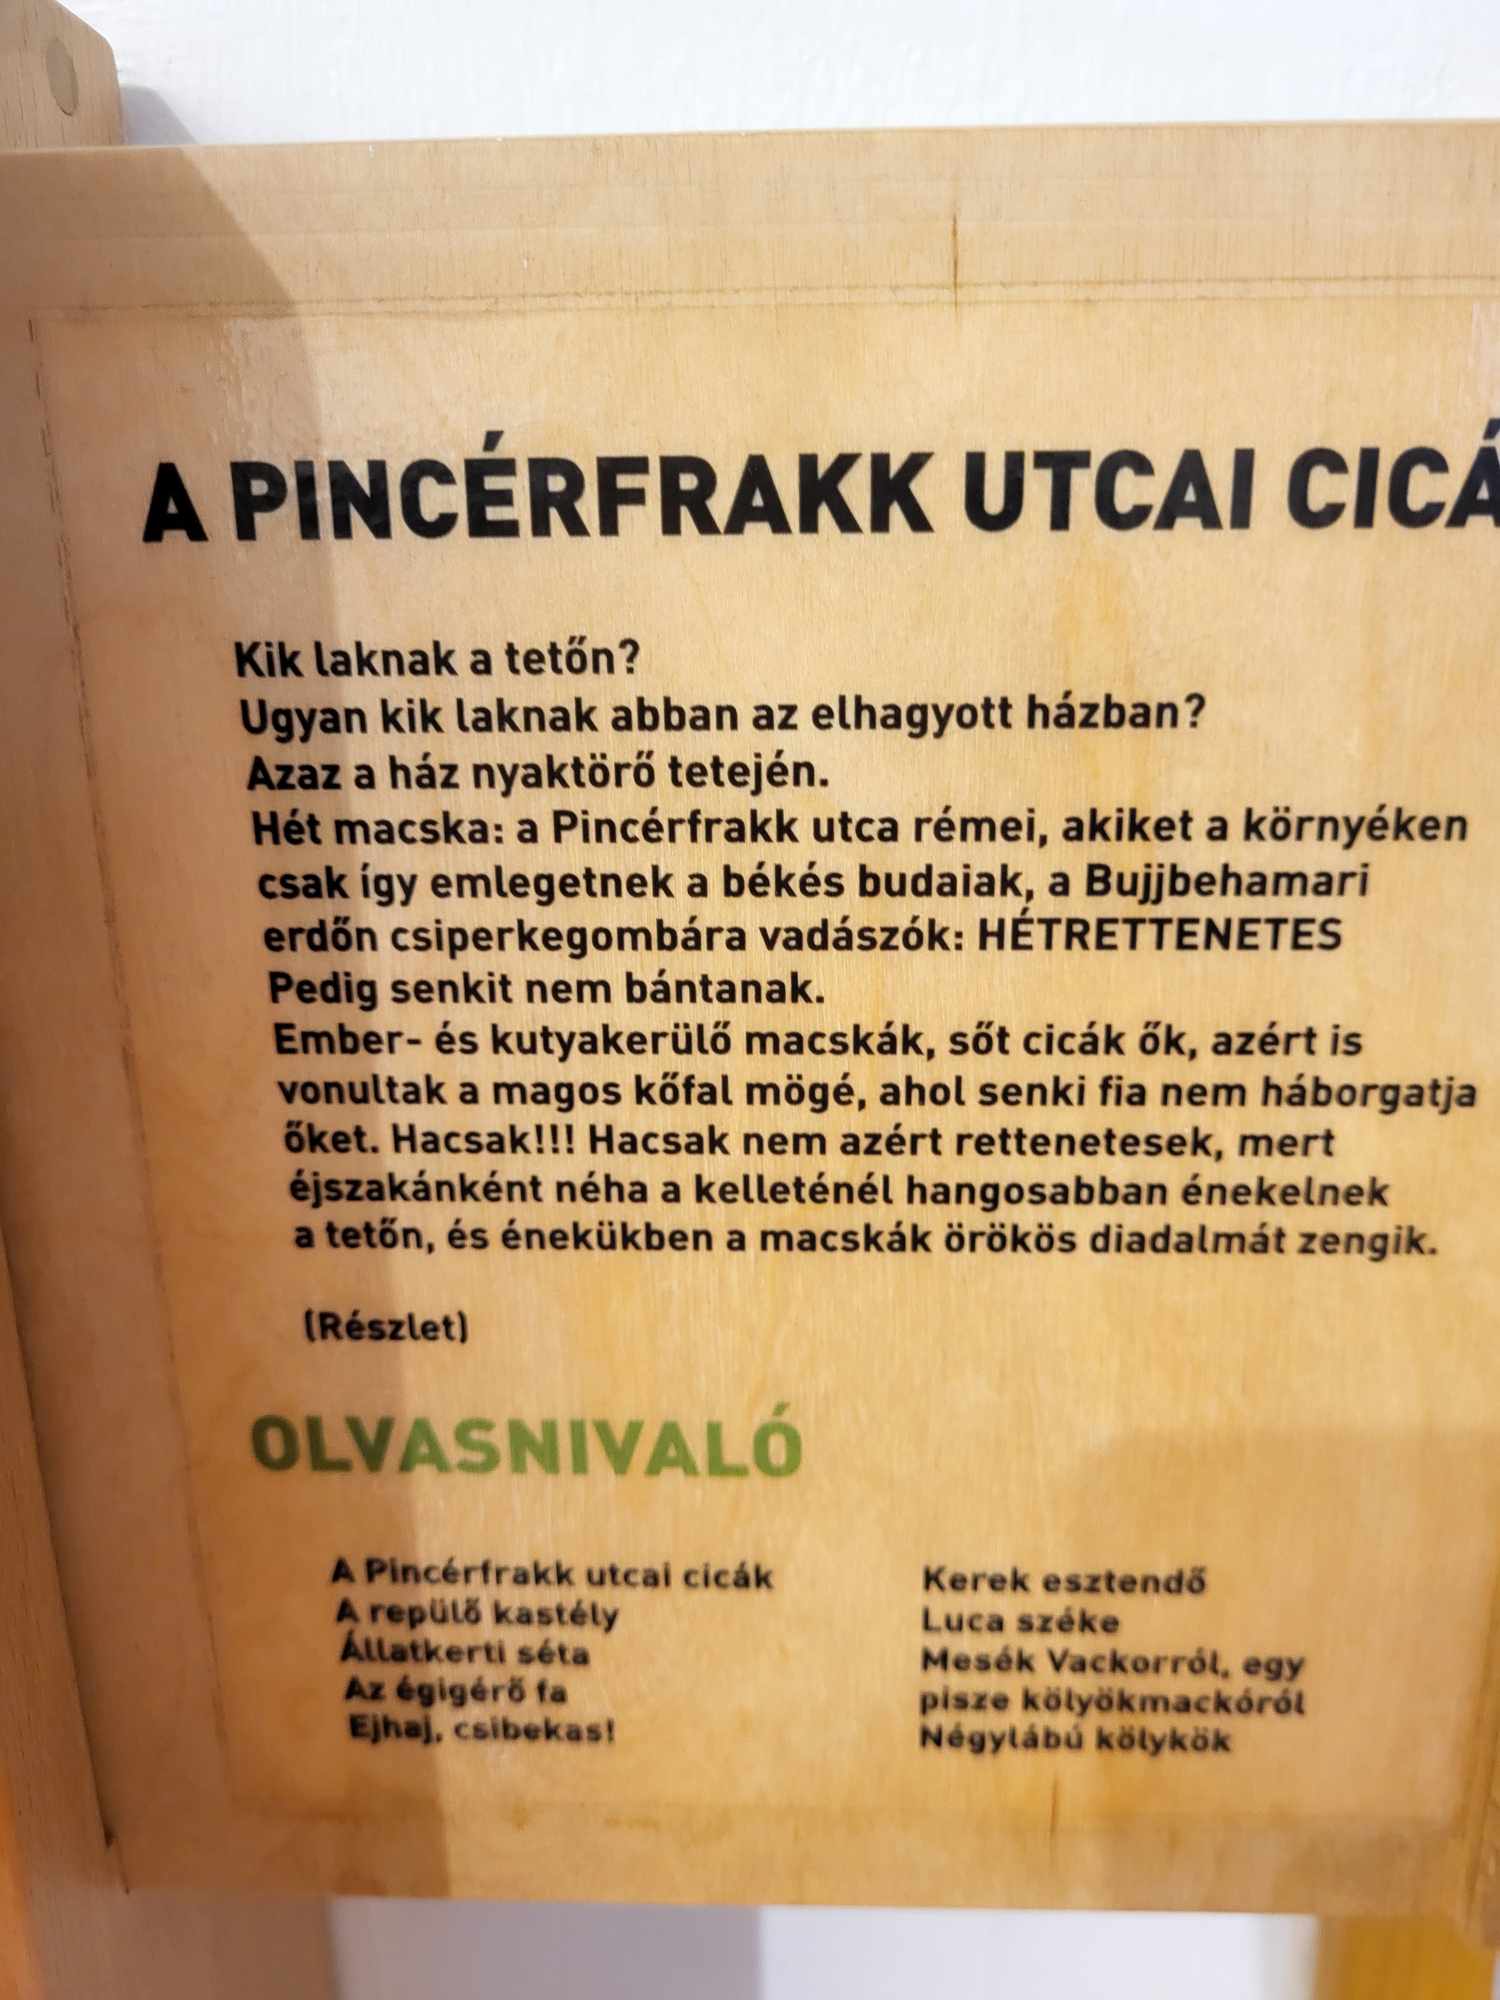 A PINCÉRFRAKK UTCAI CICÁ
Kik laknak a tetőn?
Ugyan kik laknak abban az elhagyott házban?
Azaz a ház nyaktörő tetején.
Hét macska: a Pincérfrakk utca rémei, akiket a környéken
csak így emlegetnek a békés budaiak, a Bujjbehamari
erdőn csiperkegombára vadászók: HÉTRETTENETES
Pedig senkit nem bántanak.
Ember- és kutyakerülő macskák, sőt cicák ők, azért is
vonultak a magos kőfal mögé, ahol senki fia nem háborgatja
őket. Hacsak!!! Hacsak nem azért rettenetesek, mert
éjszakánként néha a kelleténél hangosabban énekelnek
a tetőn, és énekükben a macskák örökös diadalmát zengik.
(Részlet)
OLVASNIVALÓ
A Pincérfrakk utcai cicák
A repülő kastély
Állatkerti séta
Az égigérő fa
Ejhaj, csibekas!
Kerek esztendő
Luca széke
Mesék Vackorról, egy
pisze kölyökmackóról
Négylábú kölykök